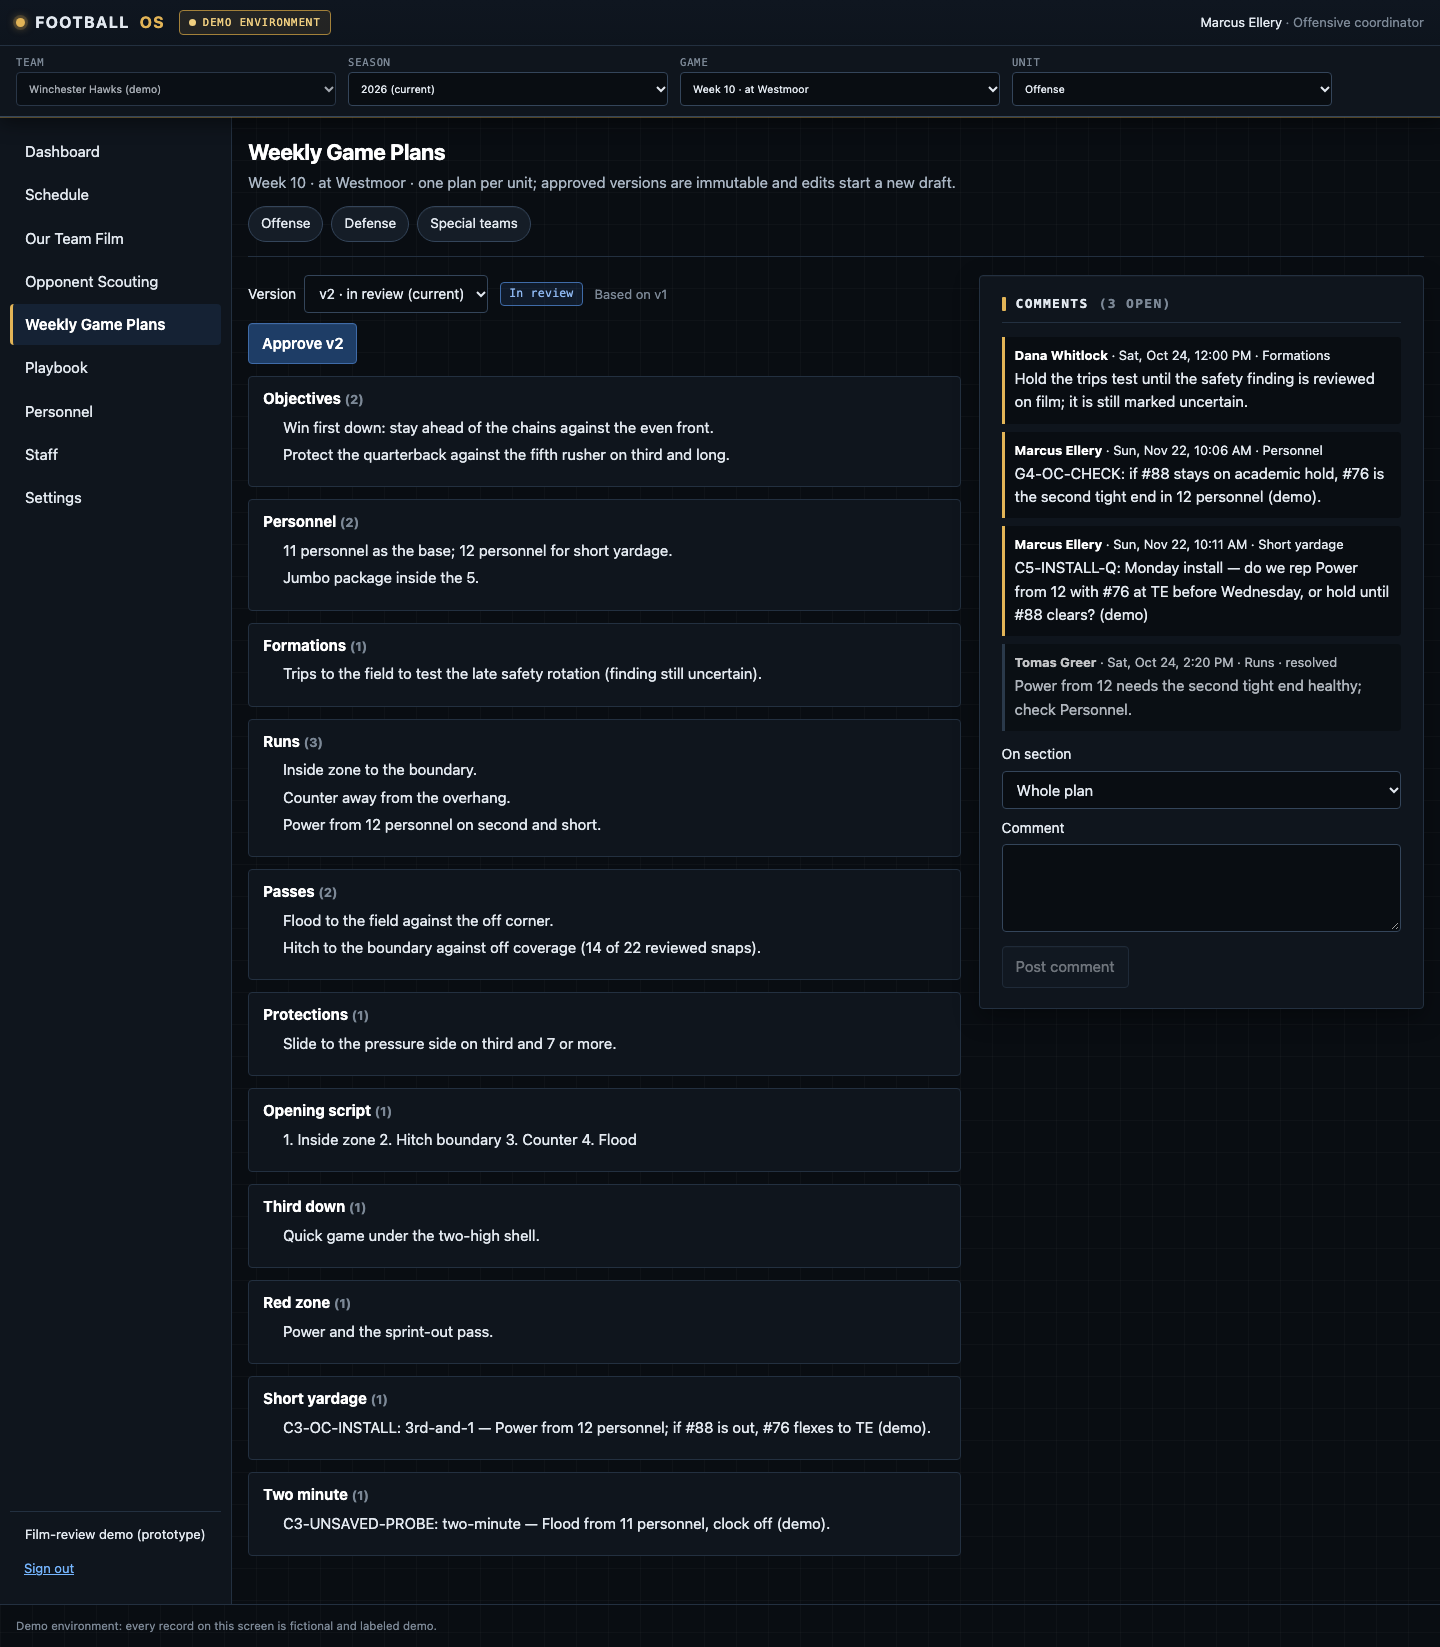 FOOTBALL OS
DEMO ENVIRONMENT
Marcus Ellery · Offensive coordinator
TEAM
Winchester Hawks (demo)
SEASON
2026 (current)
GAME
Week 10 · at Westmoor
UNIT
Offense
Dashboard
Schedule
Our Team Film
Opponent Scouting
Weekly Game Plans
Playbook
Personnel
Staff
Settings
Film-review demo (prototype)
Sign out
Weekly Game Plans
Week 10 · at Westmoor · one plan per unit; approved versions are immutable and edits start a new draft.
Offense
Defense
Special teams
Version
v2 · in review (current)
In review
Based on v1
Approve v2
Objectives (2)
Win first down: stay ahead of the chains against the even front.
Protect the quarterback against the fifth rusher on third and long.
Personnel (2)
11 personnel as the base; 12 personnel for short yardage.
Jumbo package inside the 5.
Formations (1)
Trips to the field to test the late safety rotation (finding still uncertain).
Runs (3)
Inside zone to the boundary.
Counter away from the overhang.
Power from 12 personnel on second and short.
Passes (2)
Flood to the field against the off corner.
Hitch to the boundary against off coverage (14 of 22 reviewed snaps).
Protections (1)
Slide to the pressure side on third and 7 or more.
Opening script (1)
1. Inside zone 2. Hitch boundary 3. Counter 4. Flood
Third down (1)
Quick game under the two-high shell.
Red zone (1)
Power and the sprint-out pass.
Short yardage (1)
C3-OC-INSTALL: 3rd-and-1 — Power from 12 personnel; if #88 is out, #76 flexes to TE (demo).
Two minute (1)
C3-UNSAVED-PROBE: two-minute — Flood from 11 personnel, clock off (demo).
COMMENTS (3 OPEN)
Dana Whitlock · Sat, Oct 24, 12:00 PM · Formations
Hold the trips test until the safety finding is reviewed
on film; it is still marked uncertain.
Marcus Ellery · Sun, Nov 22, 10:06 AM · Personnel
G4-OC-CHECK: if #88 stays on academic hold, #76 is
the second tight end in 12 personnel (demo).
Marcus Ellery · Sun, Nov 22, 10:11 AM · Short yardage
C5-INSTALL-Q: Monday install — do we rep Power
from 12 with #76 at TE before Wednesday, or hold until
#88 clears? (demo)
Tomas Greer · Sat, Oct 24, 2:20 PM · Runs · resolved
Power from 12 needs the second tight end healthy;
check Personnel.
On section
Whole plan
Comment
Post comment
Demo environment: every record on this screen is fictional and labeled demo.